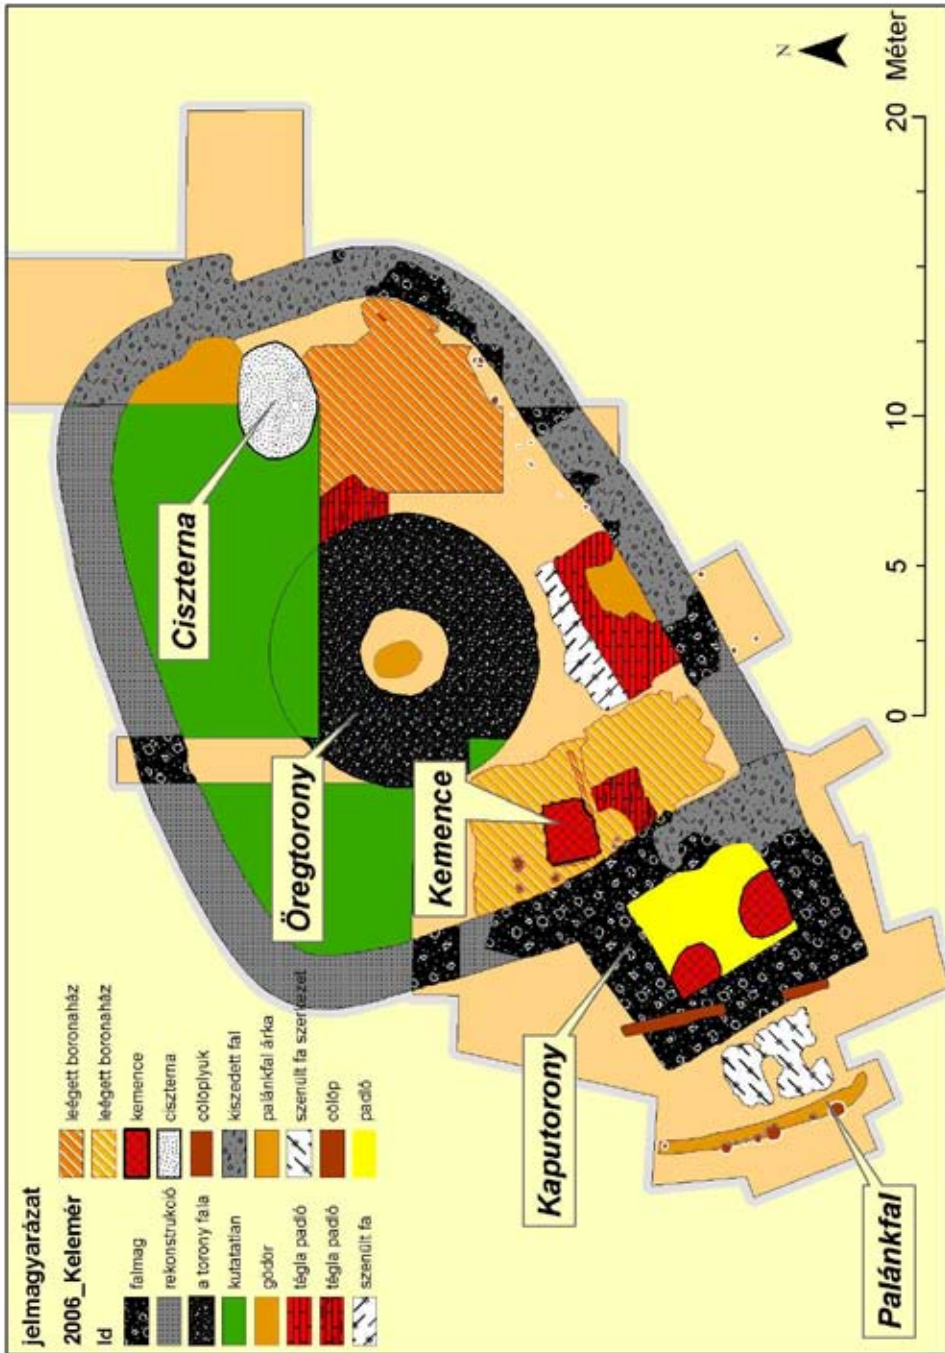 jelmagyarázat
2006_Kelemér
Id
falmag
rekonstrukció
a torony fala
kutatatlan
gödör
tégla padló
tégla padló
szenült fa
leégett boronaház
leégett boronaház
kemence
ciszterna
cölöplyuk
kiszedett fal
palánkfal árka
szenült fa szerkezet
cölöp
padló
Ciszterna
Öregtorony
Kemence
Kaputorony
Palánkfal
N
0 5 10 20 Méter